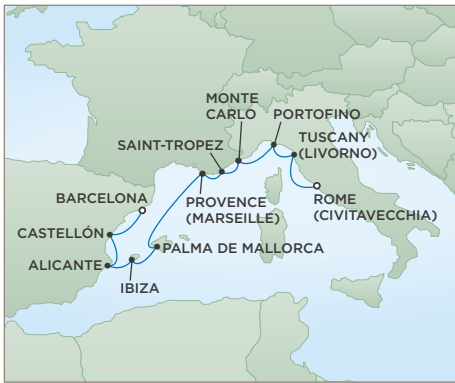 MONTE
CARLO
PORTOFINO
SAINT-TROPEZ
TUSCANY
(LIVORNO)
BARCELONA
PROVENCE
(MARSEILLE)
ROME
(CIVITAVECCHIA)
CASTELLÓN
PALMA DE MALLORCA
ALICANTE
IBIZA